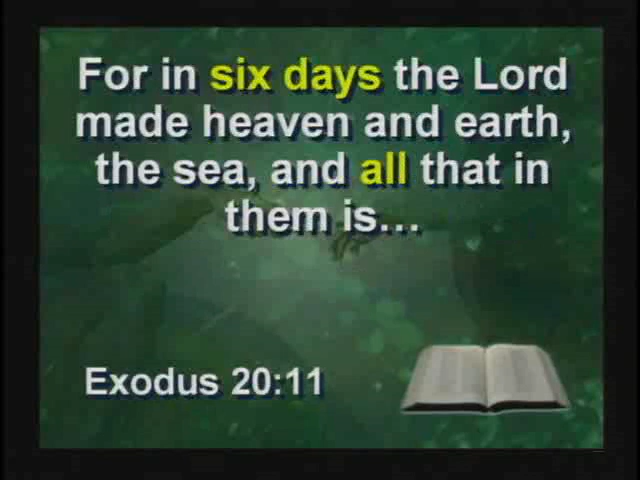 For in six days the Lord
made heaven and earth,
the sea, and all that in
them is…
Exodus 20:11